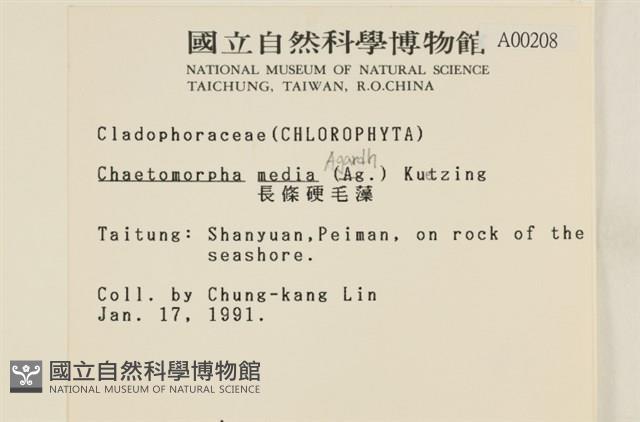 國立自然科學博物館 A00208
NATIONAL MUSEUM OF NATURAL SCIENCE
TAICHUNG, TAIWAN, R.O.CHINA
Cladophoraceae(CHLOROPHYTA)
Agardh
Chaetomorpha media (Ag.) Kuetzing
長條硬毛藻
Taitung: Shanyuan,Peiman, on rock of the
seashore.
Coll. by Chung-kang Lin
Jan. 17, 1991.
國立自然科學博物館
NATIONAL MUSEUM OF NATURAL SCIENCE